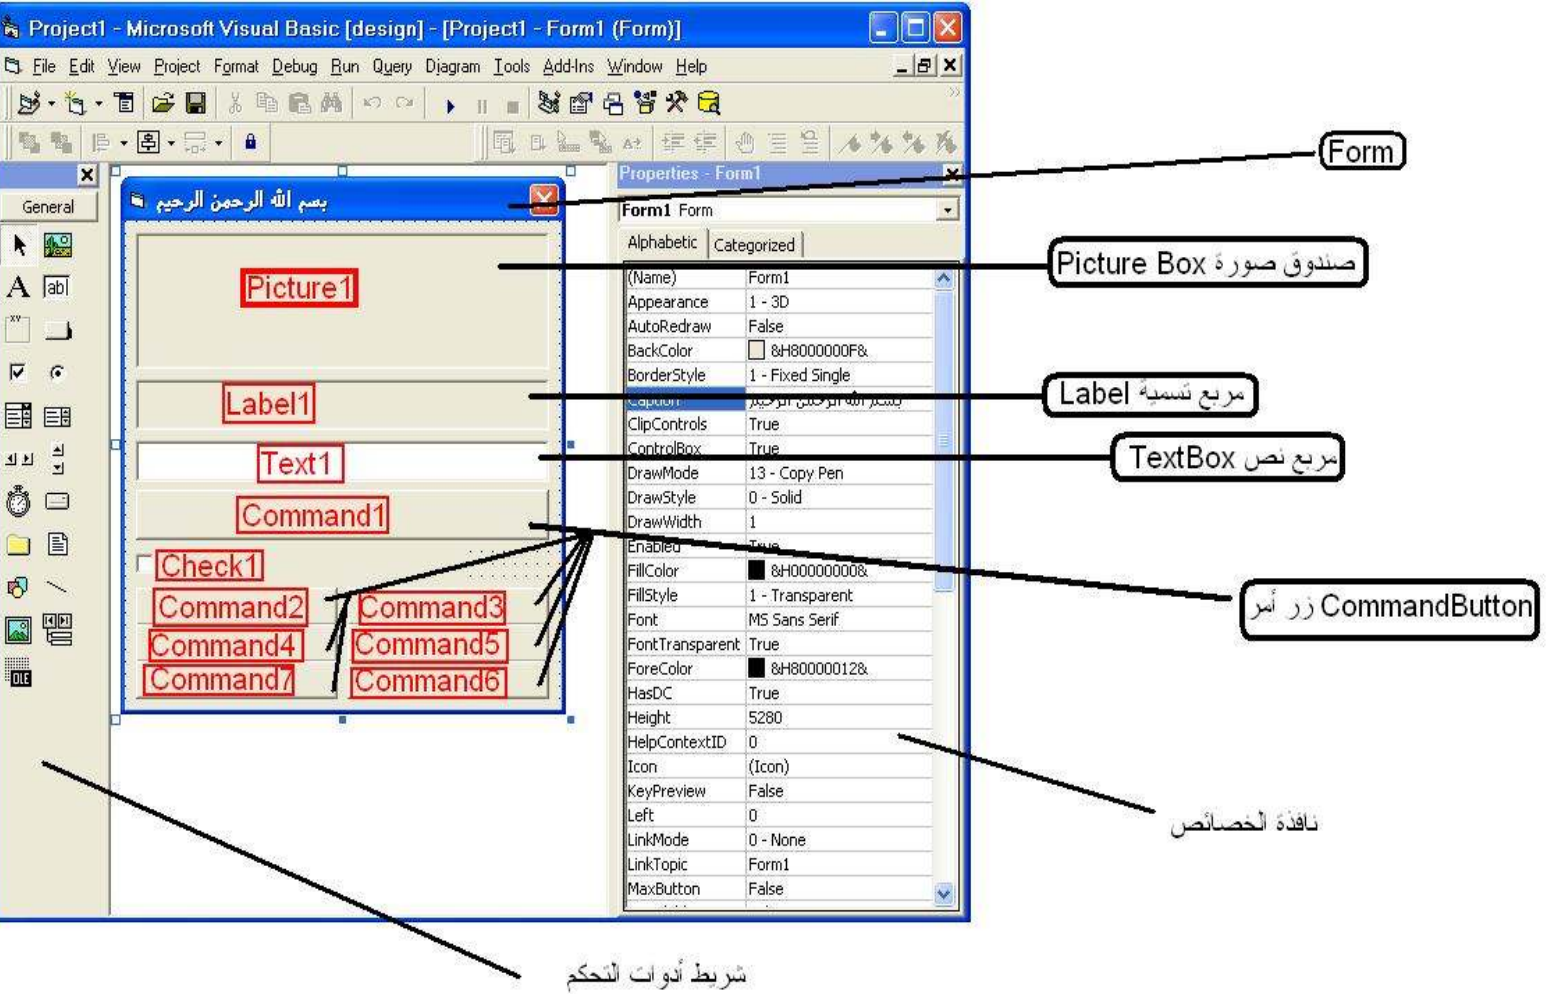 Project1 - Microsoft Visual Basic [design] - [Project1 - Form1 (Form)]
File Edit View Project Format Debug Run Query Diagram Tools Add-Ins Window Help
General
بسم الله الرحمن الرحيم
Picture1
Label1
Text1
Command1
Check1
Command2 Command3
Command4 Command5
Command7 Command6
Properties - Form1
Form1 Form
Alphabetic Categorized
(Name) Form1
Appearance 1 - 3D
AutoRedraw False
BackColor &H8000000F&
BorderStyle 1 - Fixed Single
Caption بسم الله الرحمن الرحيم
ClipControls True
ControlBox True
DrawMode 13 - Copy Pen
DrawStyle 0 - Solid
DrawWidth 1
Enabled True
FillColor &H00000000&
FillStyle 1 - Transparent
Font MS Sans Serif
FontTransparent True
ForeColor &H80000012&
HasDC True
Height 5280
HelpContextID 0
Icon (Icon)
KeyPreview False
Left 0
LinkMode 0 - None
LinkTopic Form1
MaxButton False
Form
صندوق صورة Picture Box
مربع تسمية Label
مربع نص TextBox
CommandButton زر أمر
نافذة الخصائص
شريط أدوات التحكم